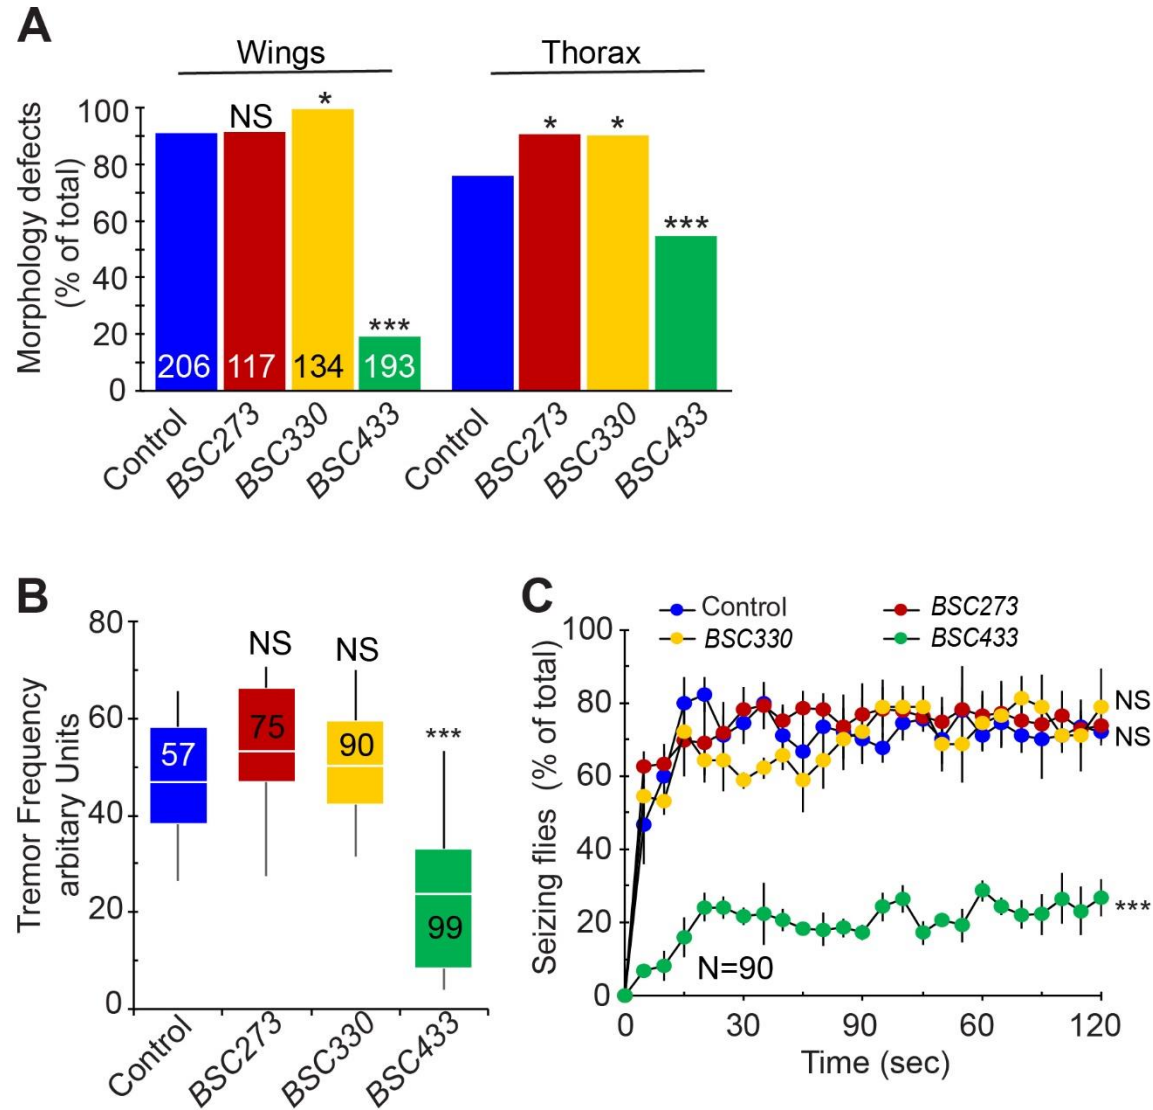 A
Wings
Thorax
Morphology defects
(% of total)
100
80
60
40
20
0
NS
*
***
*
*
***
206
117
134
193
Control
BSC273
BSC330
BSC433
Control
BSC273
BSC330
BSC433
B
Tremor Frequency
arbitary Units
80
60
40
20
0
57
NS
75
NS
90
***
99
Control
BSC273
BSC330
BSC433
C
Control
BSC273
BSC330
BSC433
Seizing flies (% of total)
100
80
60
40
20
0
NS
NS
***
N=90
0
30
90
60
120
Time (sec)